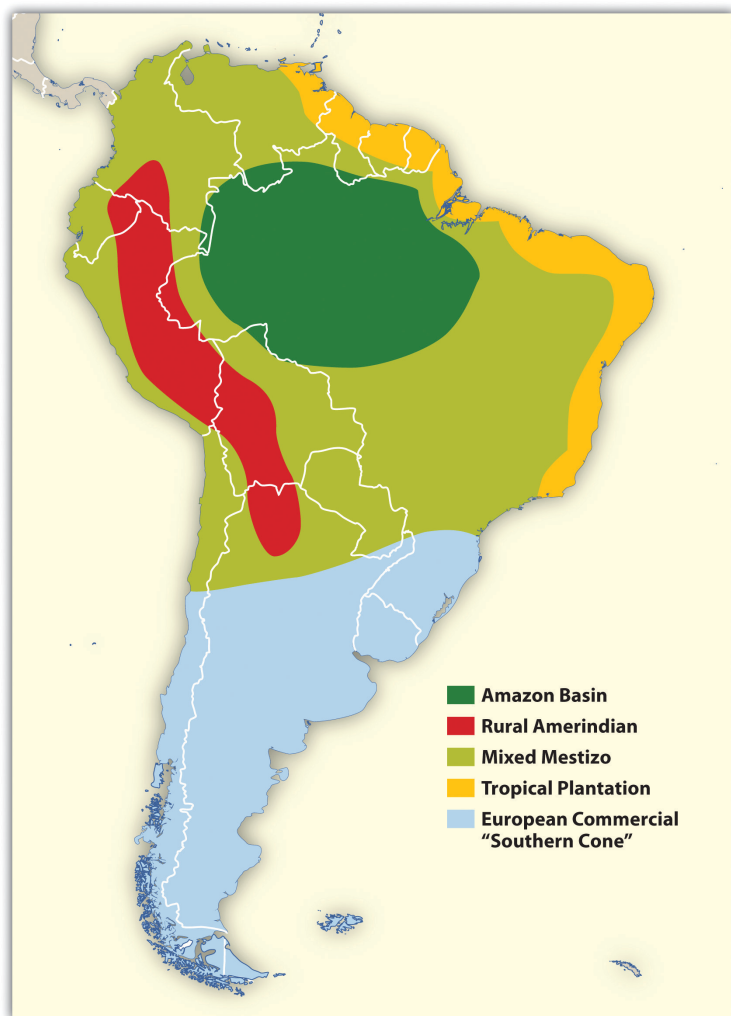 Amazon Basin
Rural Amerindian
Mixed Mestizo
Tropical Plantation
European Commercial
“Southern Cone”